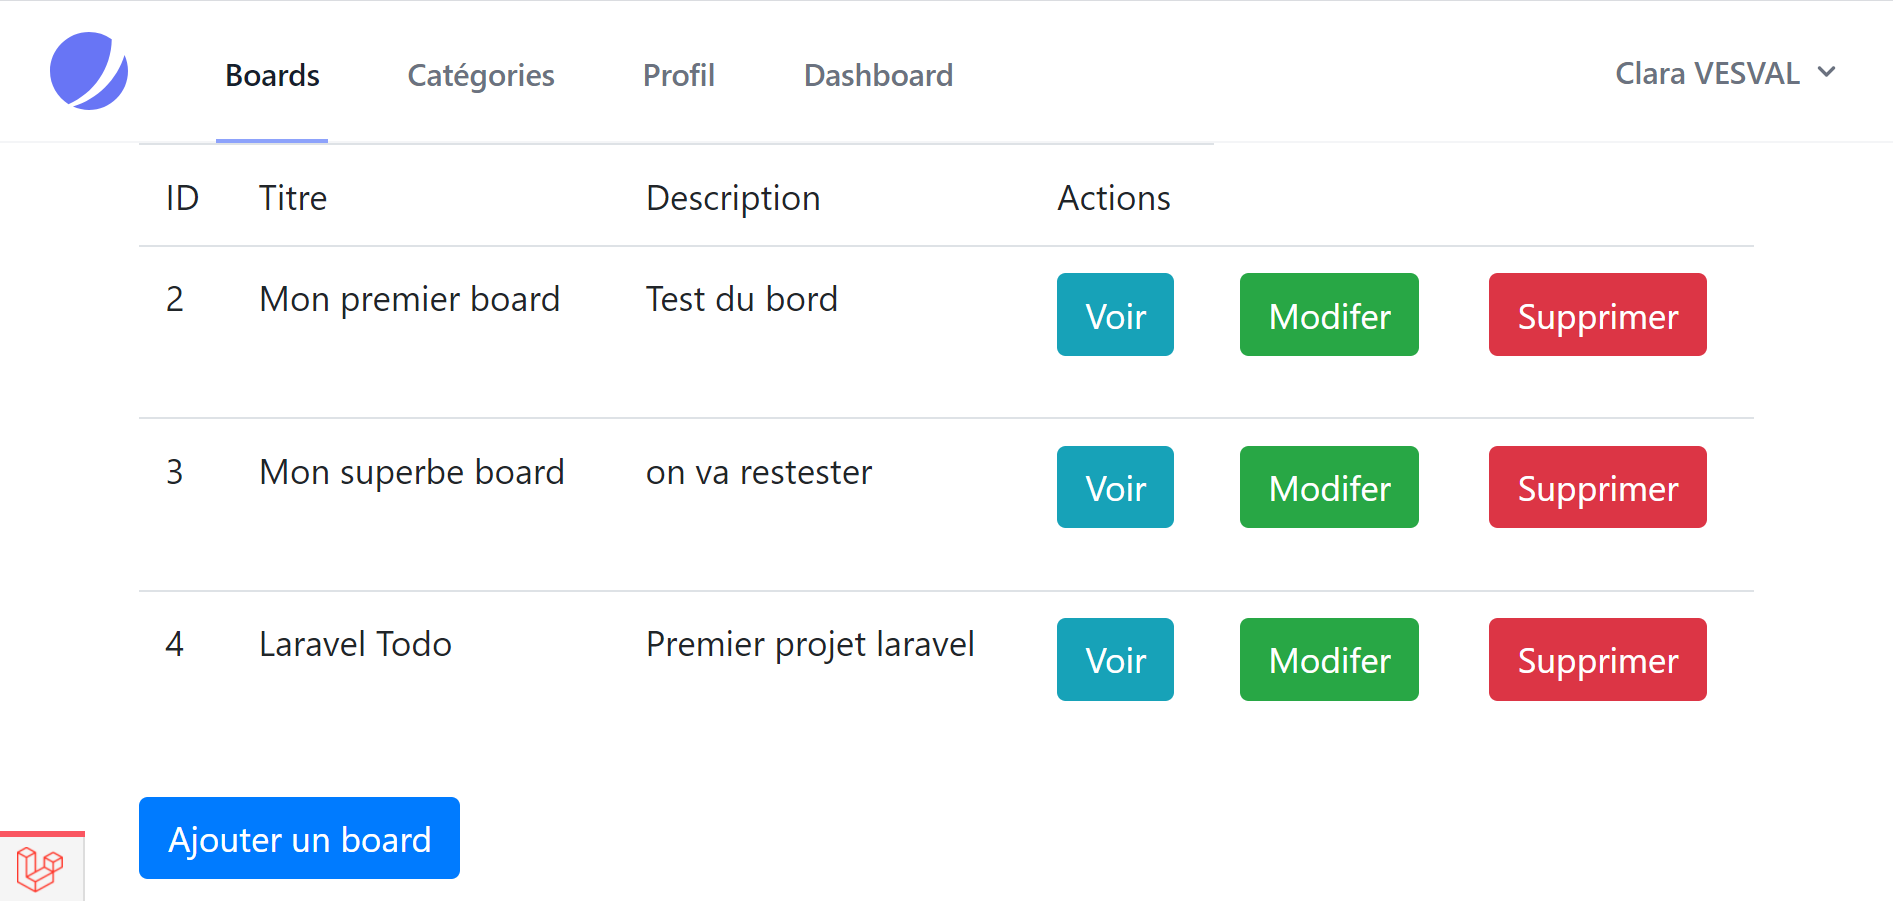 Boards Catégories Profil Dashboard Clara VESVAL
ID Titre Description Actions
2 Mon premier board Test du bord Voir Modifer Supprimer
3 Mon superbe board on va restester Voir Modifer Supprimer
4 Laravel Todo Premier projet laravel Voir Modifer Supprimer
Ajouter un board